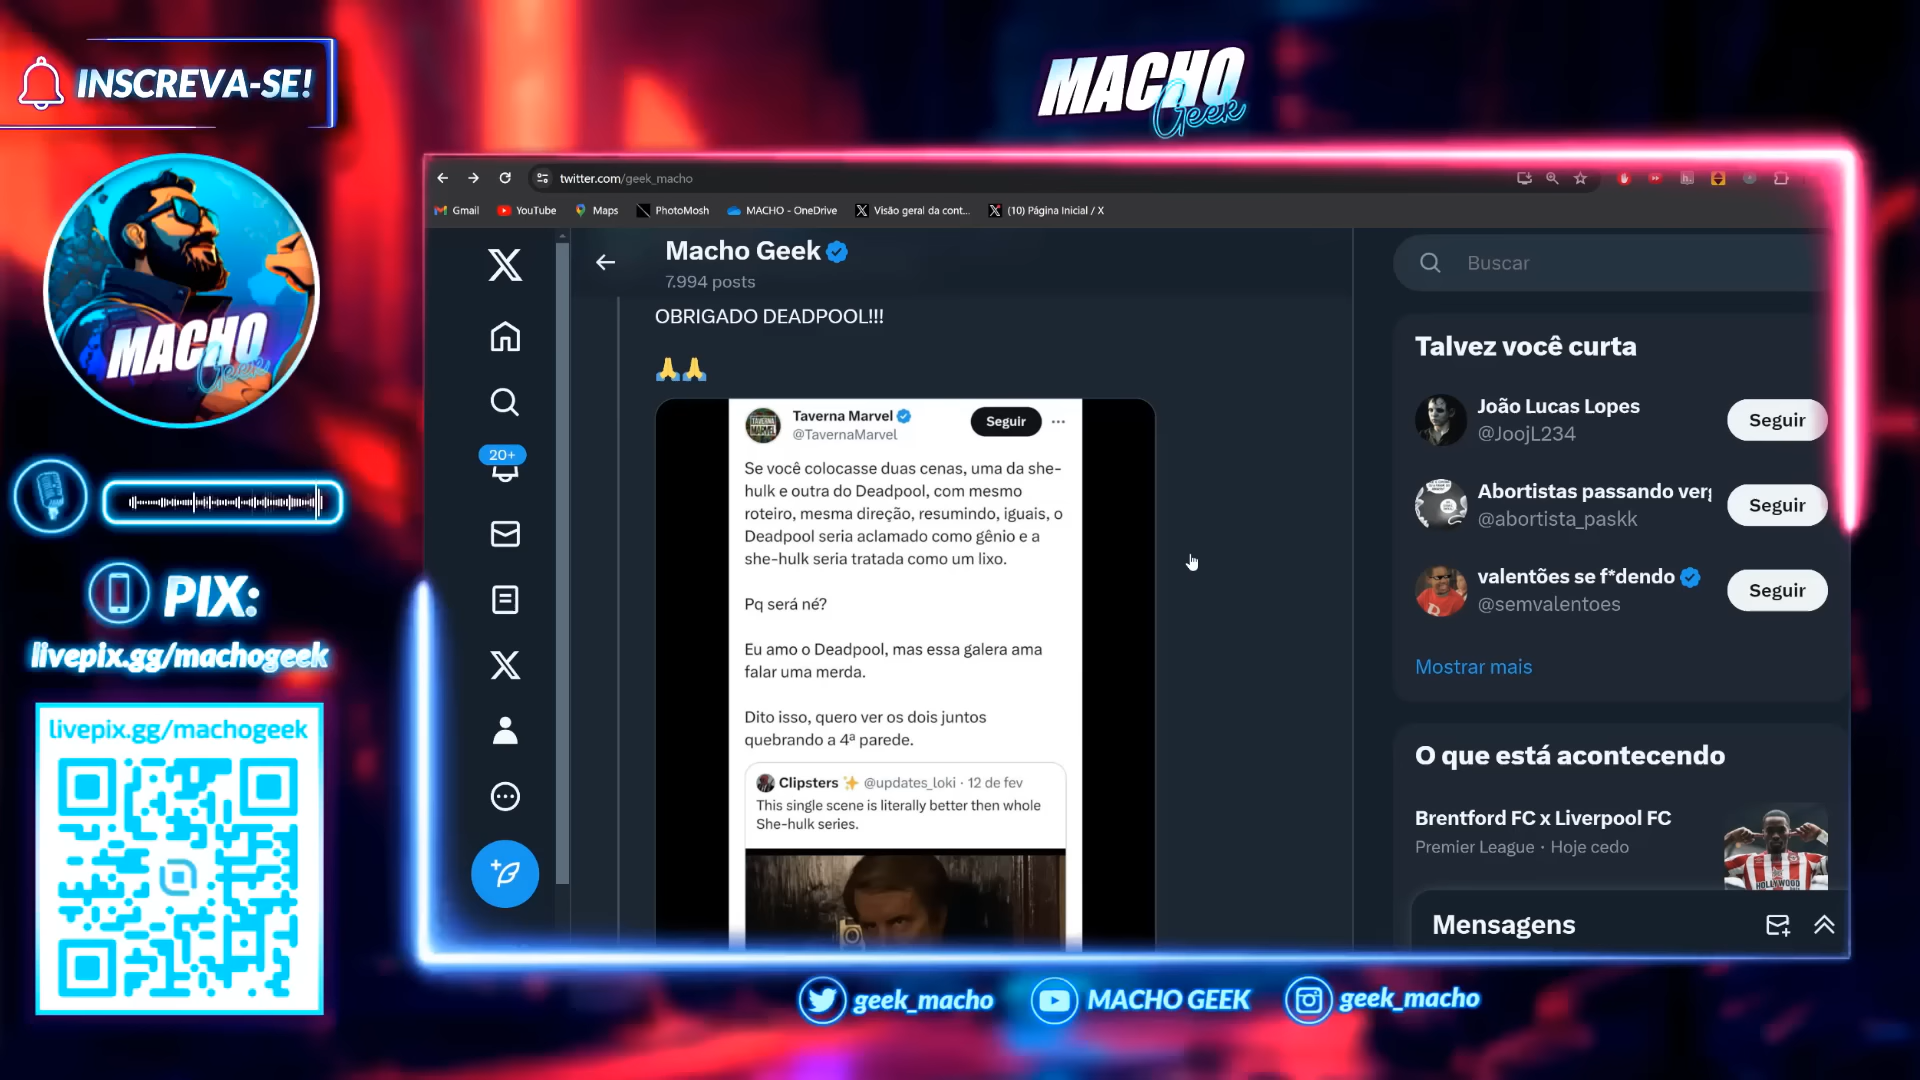 INSCREVA-SE!
MACHO
Geek
MACHO
Geek
PIX:
livepix.gg/machogeek
livepix.gg/machogeek
twitter.com/geek_macho
Gmail
YouTube
Maps
PhotoMosh
MACHO - OneDrive
Visão geral da cont...
(10) Página Inicial / X
Macho Geek
7.994 posts
20+
OBRIGADO DEADPOOL!!!
🙏🙏
Taverna Marvel
@TavernaMarvel
Seguir
Se você colocasse duas cenas, uma da she-
hulk e outra do Deadpool, com mesmo
roteiro, mesma direção, resumindo, iguais, o
Deadpool seria aclamado como gênio e a
she-hulk seria tratada como um lixo.
Pq será né?
Eu amo o Deadpool, mas essa galera ama
falar uma merda.
Dito isso, quero ver os dois juntos
quebrando a 4ª parede.
Clipsters ✨ @updates_loki · 12 de fev
This single scene is literally better then whole
She-hulk series.
Buscar
Talvez você curta
João Lucas Lopes
@JoojL234
Seguir
Abortistas passando ver
@abortista_paskk
Seguir
valentões se f*dendo
@semvalentoes
Seguir
Mostrar mais
O que está acontecendo
Brentford FC x Liverpool FC
Premier League · Hoje cedo
HOLLYWOOD
Mensagens
geek_macho
MACHO GEEK
geek_macho